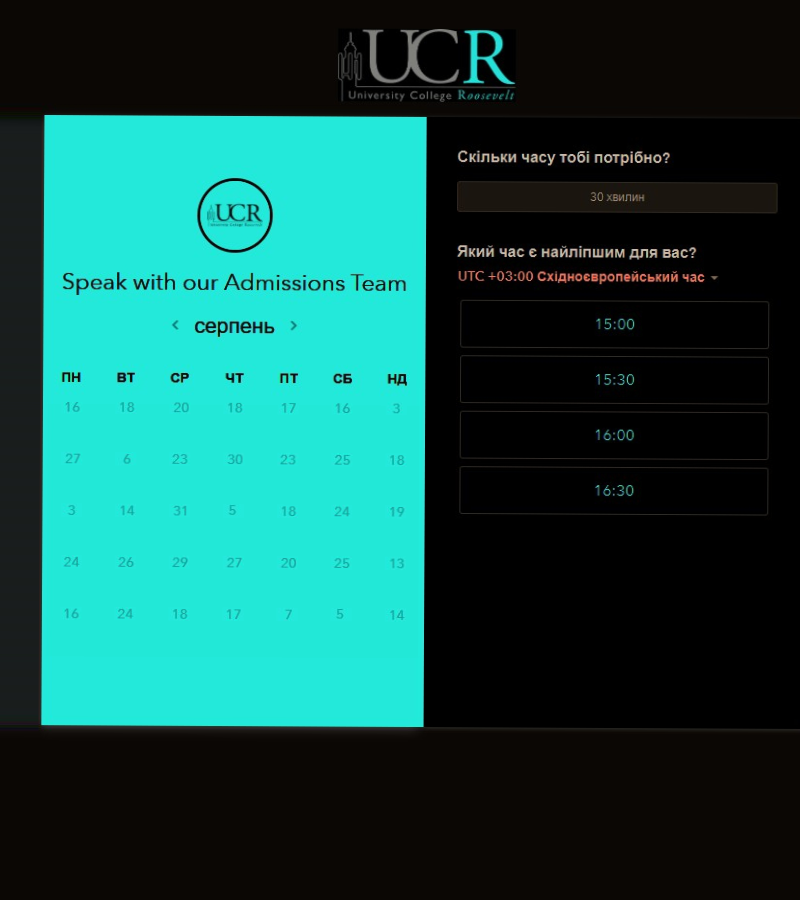 UCR
University College Roosevelt
UCR
Speak with our Admissions Team
серпень
ПН ВТ СР ЧТ ПТ СБ НД
16 18 20 18 17 16 3
27 6 23 30 23 25 18
3 14 31 5 18 24 19
24 26 29 27 20 25 13
16 24 18 17 7 5 14
Скільки часу тобі потрібно?
30 хвилин
Який час є найліпшим для вас?
UTC +03:00 Східноєвропейський час
15:00
15:30
16:00
16:30